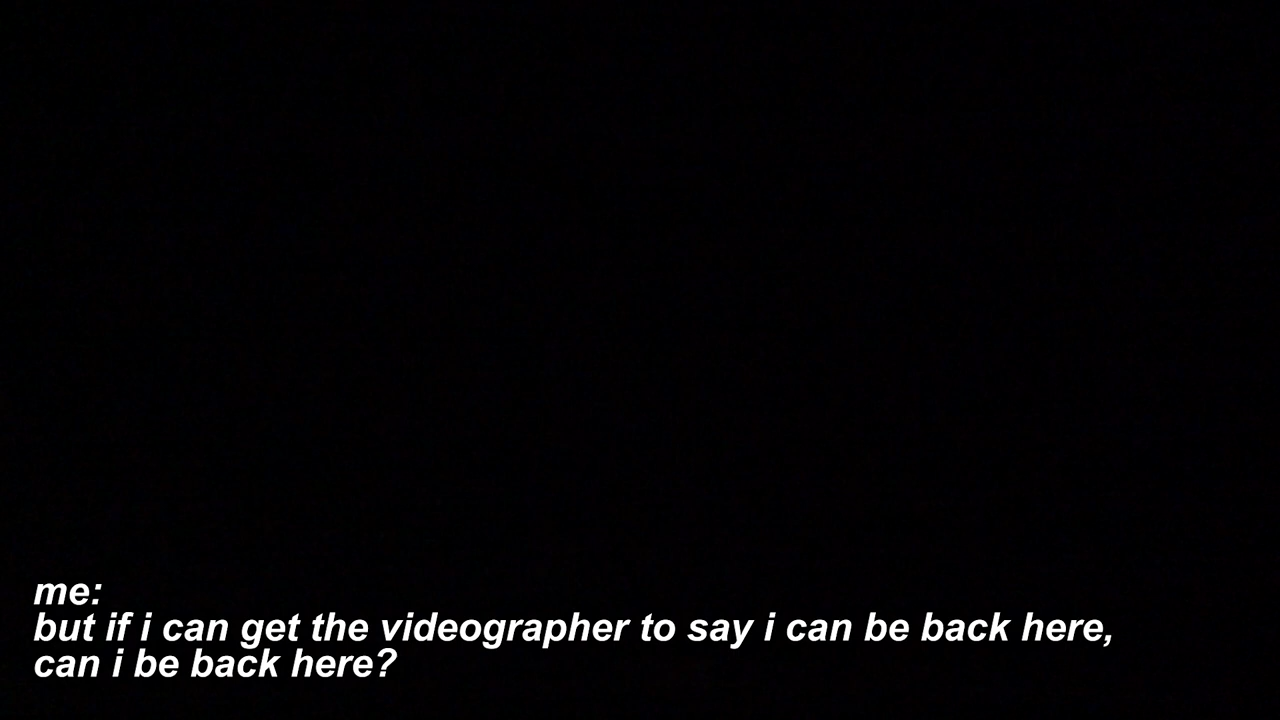 me:
but if i can get the videographer to say i can be back here,
can i be back here?